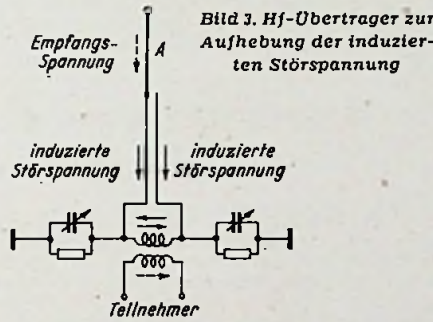 Bild 3. Hf-Übertrager zur
Aufhebung der induzier-
ten Störspannung
Empfangs-
Spannung
A
induzierte
Störspannung
induzierte
Störspannung
Teilnehmer